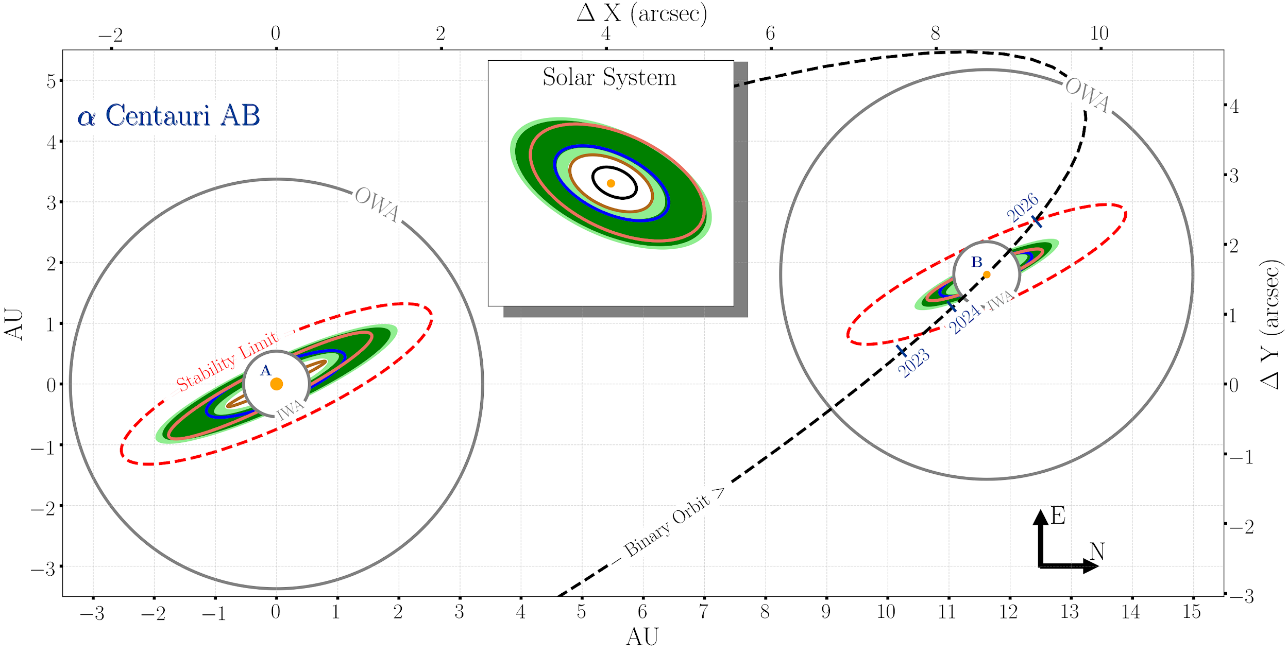 Δ X (arcsec)
−2 0 2 4 6 8 10
Solar System
α Centauri AB
OWA
OWA
5
4
3
2
1
0
−1
−2
−3
AU
4
3
2
1
0
−1
−2
−3
Δ Y (arcsec)
2026
B
IWA
2024
2023
Stability Limit
A
IWA
– Binary Orbit >
E
N
−3 −2 −1 0 1 2 3 4 5 6 7 8 9 10 11 12 13 14 15
AU